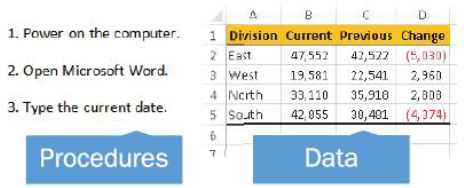 1. Power on the computer.
2. Open Microsoft Word.
3. Type the current date.
Procedures
A B C D
1 Division Current Previous Change
2 East 47,552 42,522 (5,030)
3 West 19,581 22,541 2,960
4 North 33,110 35,918 2,808
5 South 42,855 38,481 (4,374)
6
7
Data